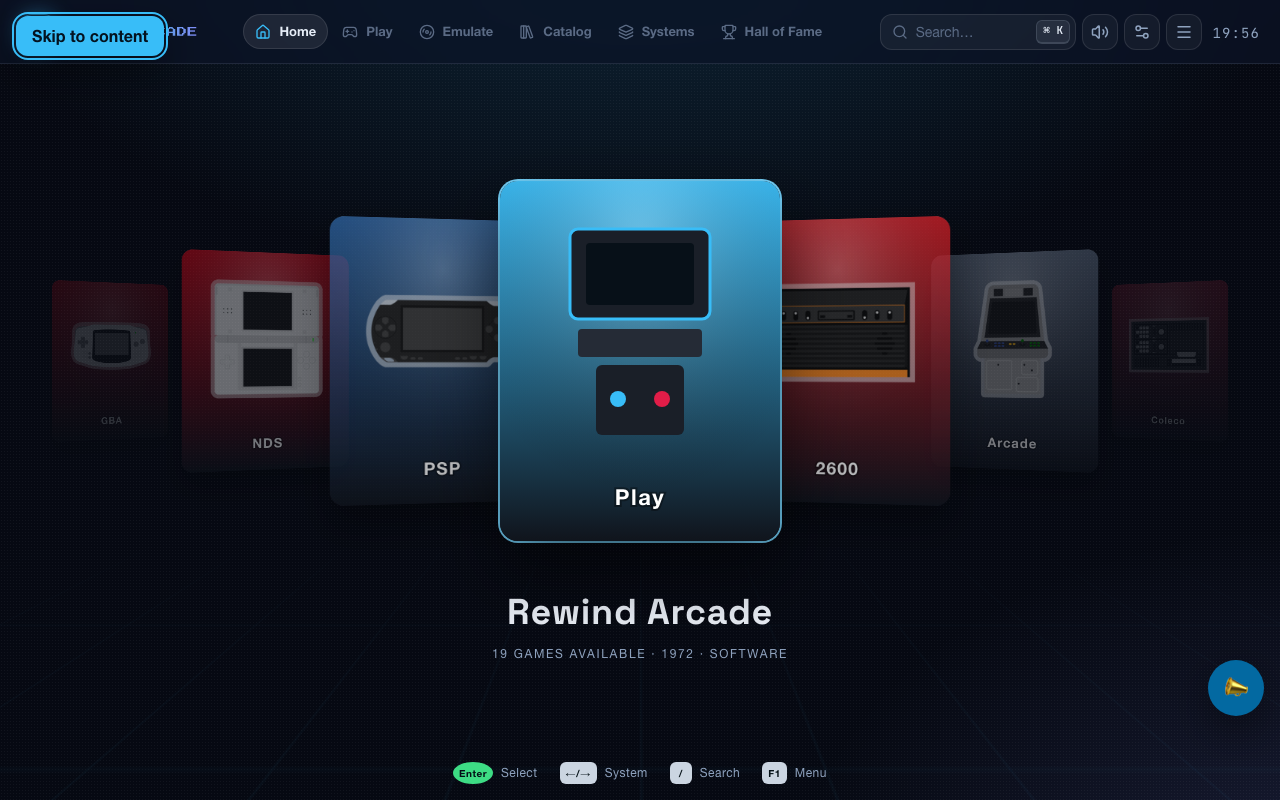 Skip to content
ADE
Home
Play
Emulate
Catalog
Systems
Hall of Fame
Search...
⌘ K
19:56
GBA
NDS
PSP
Play
2600
Arcade
Coleco
Rewind Arcade
19 GAMES AVAILABLE · 1972 · SOFTWARE
Enter Select ←/→ System / Search F1 Menu